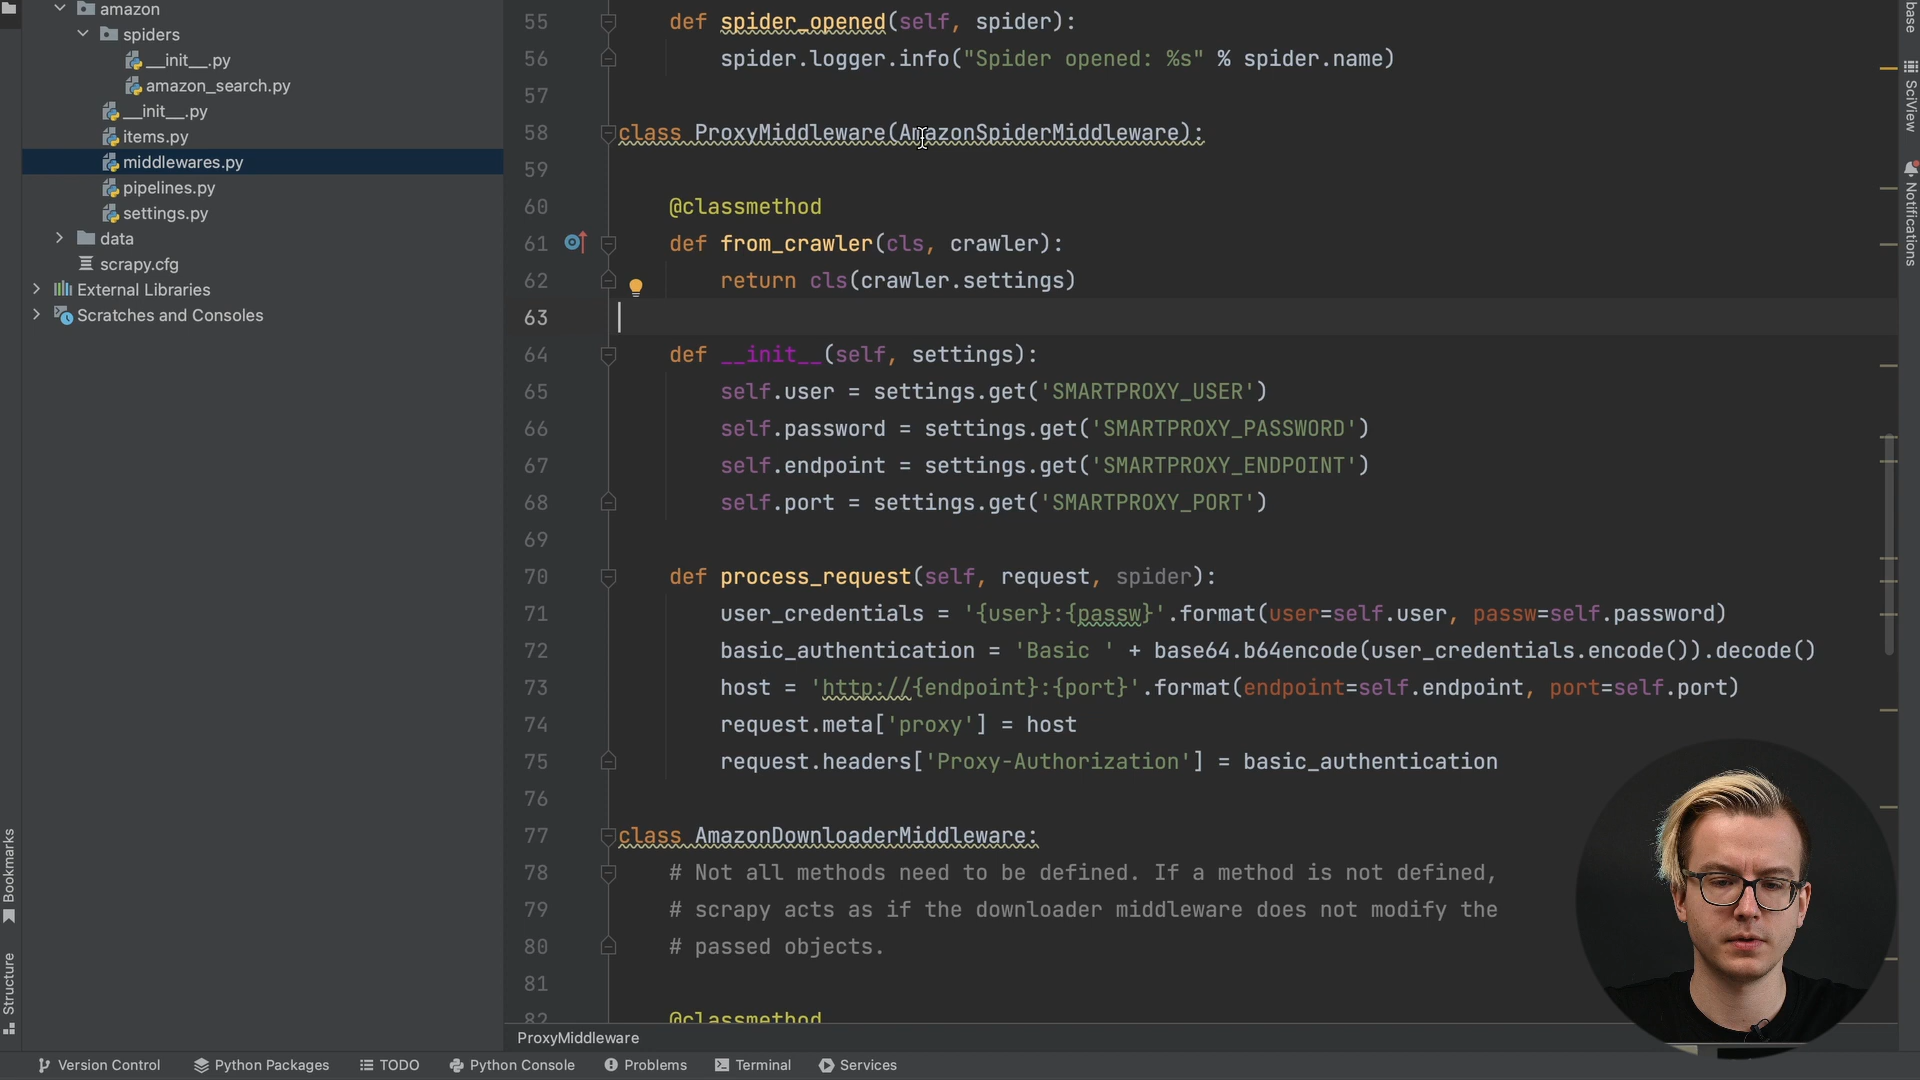 amazon
spiders
__init__.py
amazon_search.py
__init__.py
items.py
middlewares.py
pipelines.py
settings.py
data
scrapy.cfg
External Libraries
Scratches and Consoles
Bookmarks
Structure
55 def spider_opened(self, spider):
56 spider.logger.info("Spider opened: %s" % spider.name)
57
58 class ProxyMiddleware(AmazonSpiderMiddleware):
59
60 @classmethod
61 def from_crawler(cls, crawler):
62 return cls(crawler.settings)
63
64 def __init__(self, settings):
65 self.user = settings.get('SMARTPROXY_USER')
66 self.password = settings.get('SMARTPROXY_PASSWORD')
67 self.endpoint = settings.get('SMARTPROXY_ENDPOINT')
68 self.port = settings.get('SMARTPROXY_PORT')
69
70 def process_request(self, request, spider):
71 user_credentials = '{user}:{passw}'.format(user=self.user, passw=self.password)
72 basic_authentication = 'Basic ' + base64.b64encode(user_credentials.encode()).decode()
73 host = 'http://{endpoint}:{port}'.format(endpoint=self.endpoint, port=self.port)
74 request.meta['proxy'] = host
75 request.headers['Proxy-Authorization'] = basic_authentication
76
77 class AmazonDownloaderMiddleware:
78 # Not all methods need to be defined. If a method is not defined,
79 # scrapy acts as if the downloader middleware does not modify the
80 # passed objects.
81
82 @classmethod
ProxyMiddleware
base
SciView
Notifications
Version Control
Python Packages
TODO
Python Console
Problems
Terminal
Services